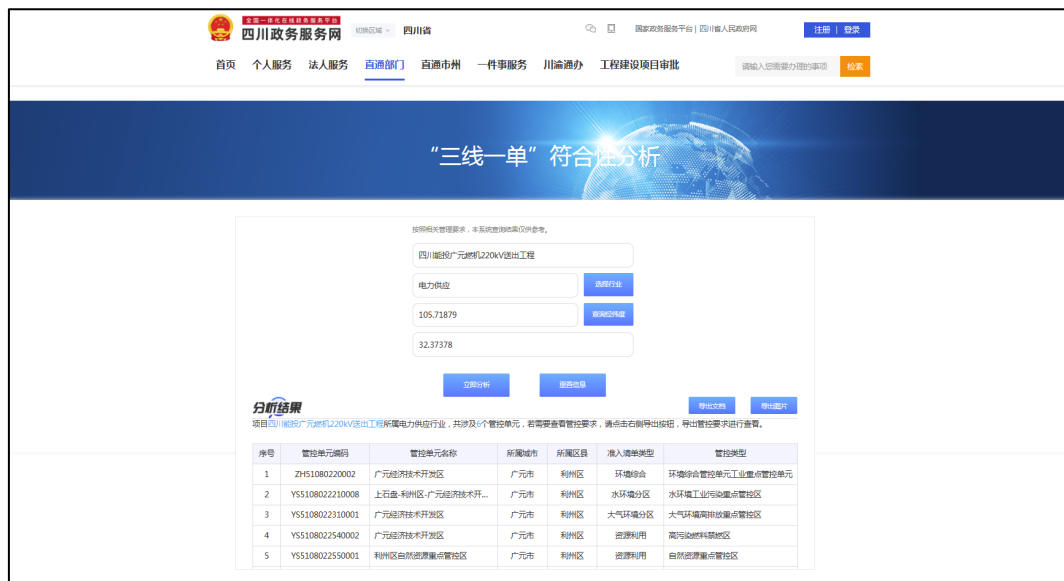 全国一体化在线政务服务平台
四川政务服务网 切换区域 四川省 国家政务服务平台 | 四川省人民政府网 注册 | 登录
首页 个人服务 法人服务 直通部门 直通市州 一件事服务 川渝通办 工程建设项目审批 请输入您需要办理的事项 检索
“三线一单”符合性分析
按照相关管理要求，本系统查询结果仅供参考。
四川能投广元燃机220kV送出工程
电力供应 选择行业
105.71879 查询经纬度
32.37378
立即分析 重置信息
分析结果 导出文档 导出图片
项目四川能投广元燃机220kV送出工程所属电力供应行业，共涉及6个管控单元，若需要查看管控要求，请点击右侧导出按钮，导出管控要求进行查看。
序号 管控单元编码 管控单元名称 所属城市 所属区县 准入清单类型 管控类型
1 ZH51080220002 广元经济技术开发区 广元市 利州区 环境综合 环境综合管控单元工业重点管控单元
2 YS5108022210008 上石盘-利州区-广元经济技术开... 广元市 利州区 水环境分区 水环境工业污染重点管控区
3 YS5108022310001 广元经济技术开发区 广元市 利州区 大气环境分区 大气环境高排放重点管控区
4 YS5108022540002 广元经济技术开发区 广元市 利州区 资源利用 高污染燃料禁燃区
5 YS5108022550001 利州区自然资源重点管控区 广元市 利州区 资源利用 自然资源重点管控区